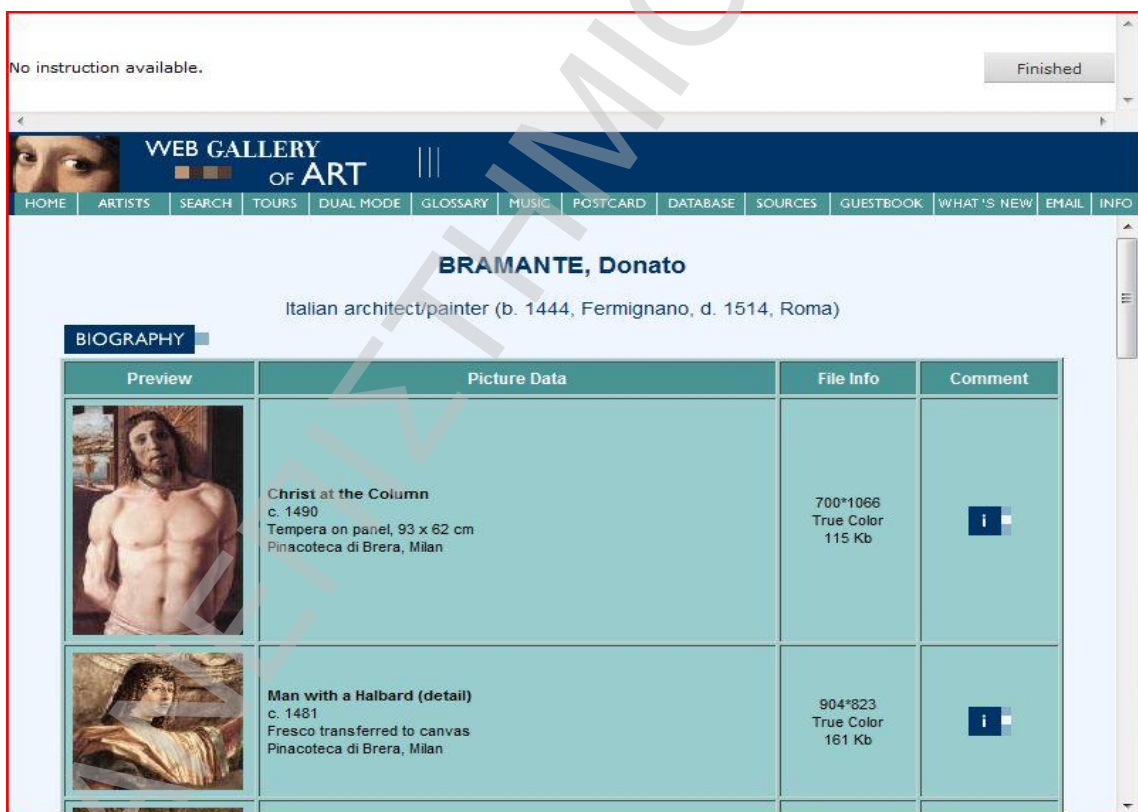 No instruction available.
Finished
WEB GALLERY
OF ART
HOME ARTISTS SEARCH TOURS DUAL MODE GLOSSARY MUSIC POSTCARD DATABASE SOURCES GUESTBOOK WHAT'S NEW EMAIL INFO
BRAMANTE, Donato
Italian architect/painter (b. 1444, Fermignano, d. 1514, Roma)
BIOGRAPHY
Preview Picture Data File Info Comment
Christ at the Column
c. 1490
Tempera on panel, 93 x 62 cm
Pinacoteca di Brera, Milan
700*1066
True Color
115 Kb
i
Man with a Halbard (detail)
c. 1481
Fresco transferred to canvas
Pinacoteca di Brera, Milan
904*823
True Color
161 Kb
i